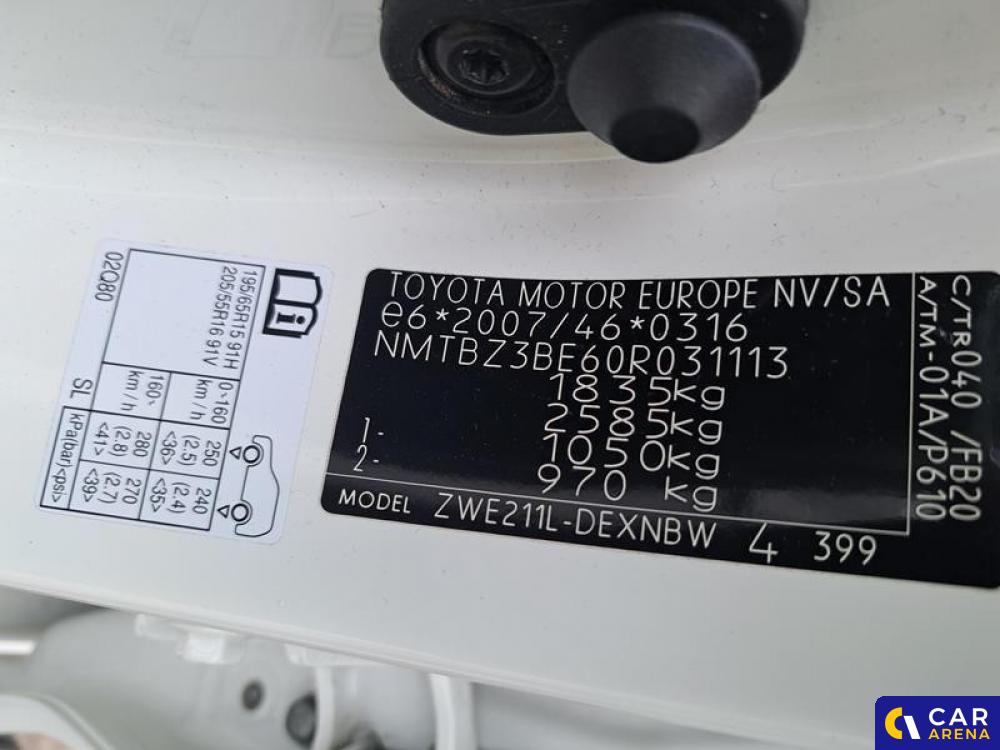 195/65R15 91H
205/55R16 91V
02Q80
0~160 km/h
250 (2.5) <36>
240 (2.4) <35>
160~ km/h
280 (2.8) <41>
270 (2.7) <39>
SL
kPa(bar)<psi>
TOYOTA MOTOR EUROPE NV/SA
e6*2007/46*0316
NMTBZ3BE60R031113
1835kg
2585kg
1- 1050kg
2- 970 kg
MODEL ZWE211L-DEXNBW 4 399
C/TR040 /FB20
A/TM-01A/P610
CAR
ARENA